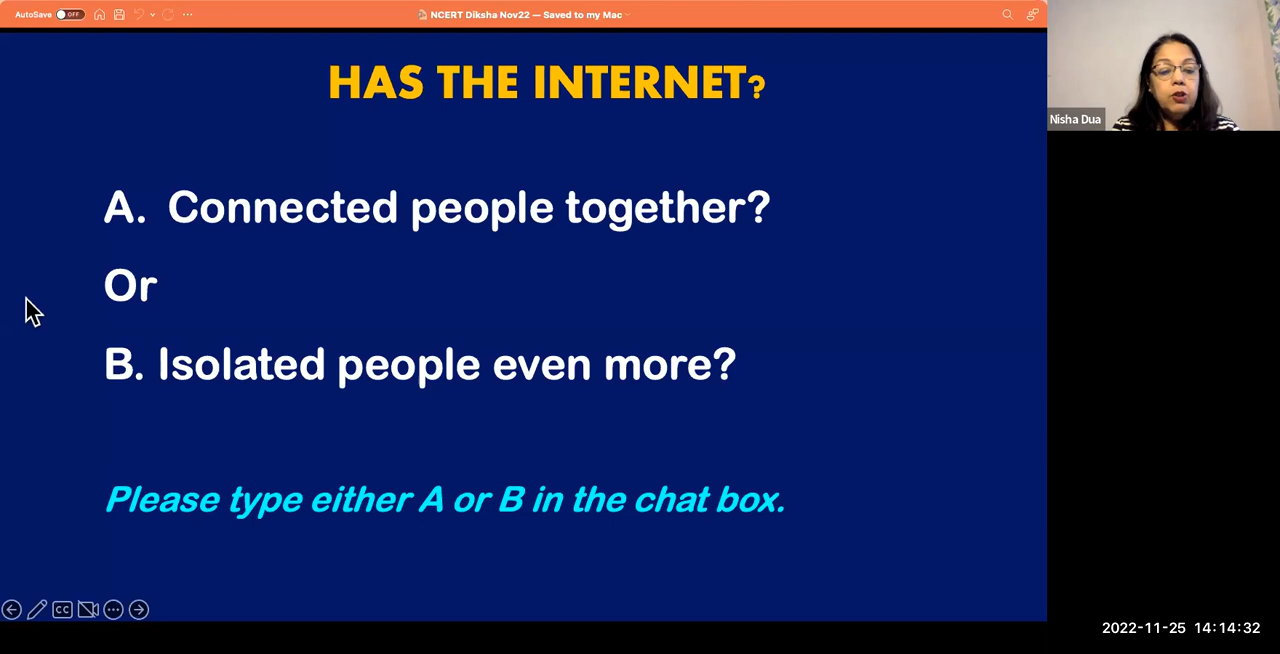 AutoSave OFF
NCERT Diksha Nov22 — Saved to my Mac
HAS THE INTERNET?
Nisha Dua
A. Connected people together?
Or
B. Isolated people even more?
Please type either A or B in the chat box.
CC
2022-11-25 14:14:32